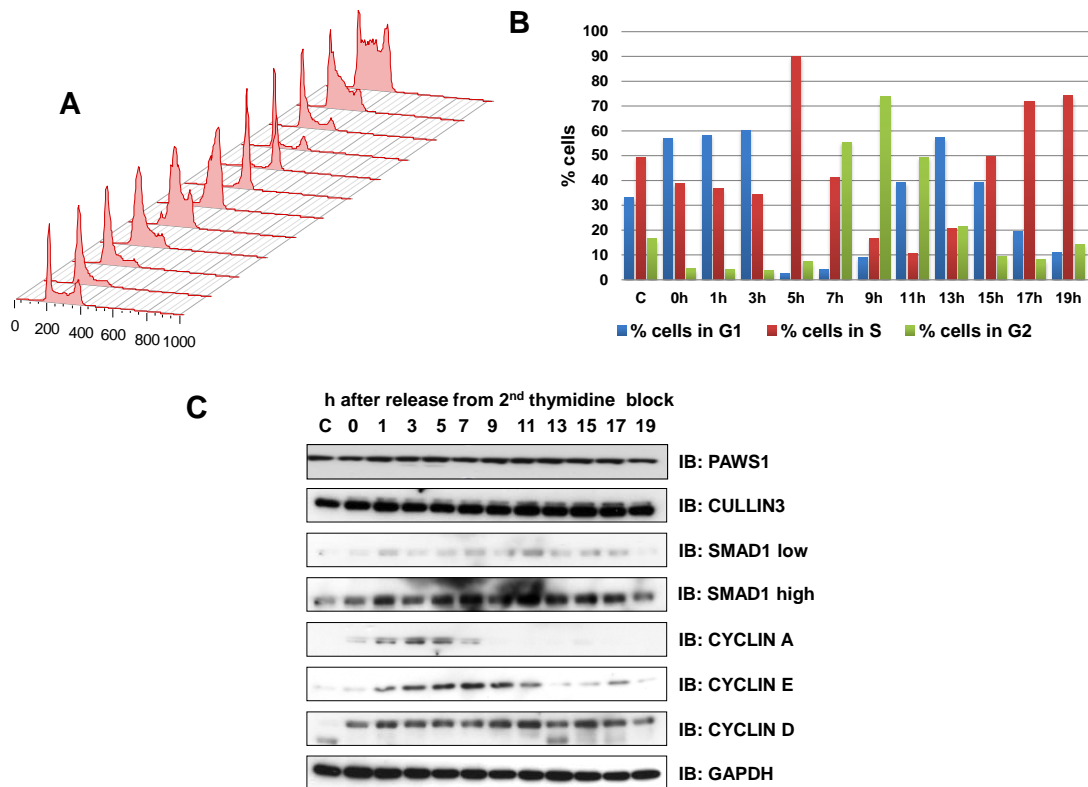 A
0 200 400 600 800 1000
B
100
90
80
70
60
50
40
30
20
10
0
% cells
C 0h 1h 3h 5h 7h 9h 11h 13h 15h 17h 19h
% cells in G1 % cells in S % cells in G2
C
h after release from 2nd thymidine block
C 0 1 3 5 7 9 11 13 15 17 19
IB: PAWS1
IB: CULLIN3
IB: SMAD1 low
IB: SMAD1 high
IB: CYCLIN A
IB: CYCLIN E
IB: CYCLIN D
IB: GAPDH